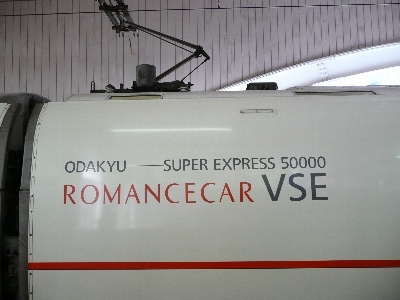 ODAKYU — SUPER EXPRESS 50000
ROMANCECAR VSE